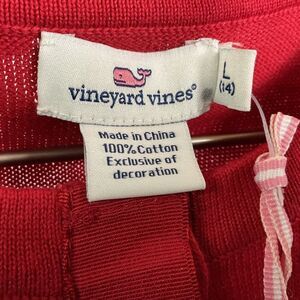 vineyard vines®
L
(14)
Made in China
100%Cotton
Exclusive of
decoration